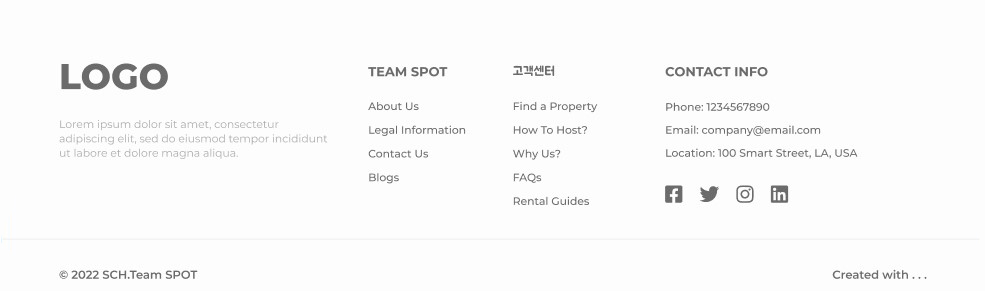 LOGO
Lorem ipsum dolor sit amet, consectetur
adipiscing elit, sed do eiusmod tempor incididunt
ut labore et dolore magna aliqua.
TEAM SPOT
About Us
Legal Information
Contact Us
Blogs
고객센터
Find a Property
How To Host?
Why Us?
FAQs
Rental Guides
CONTACT INFO
Phone: 1234567890
Email: company@email.com
Location: 100 Smart Street, LA, USA
© 2022 SCH.Team SPOT
Created with . . .